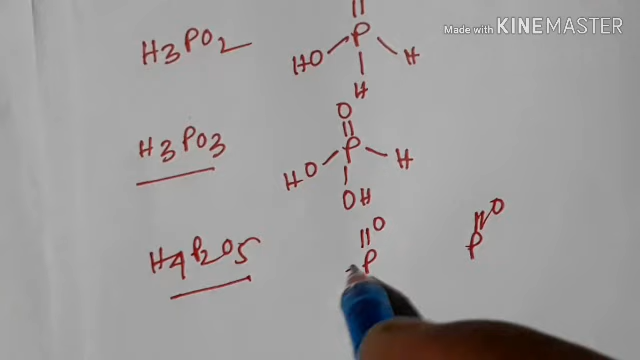 Made with KINEMASTER
H3PO2
P
HO H
H
O
H3PO3
P
HO H
OH
O
O
H4P2O5
P
P